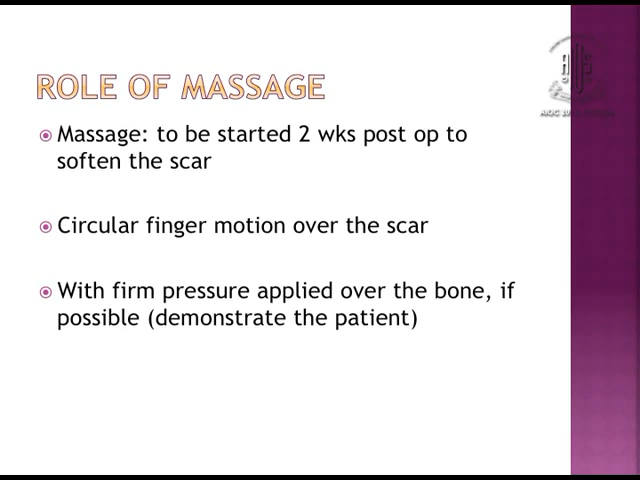 ROLE OF MASSAGE
Massage: to be started 2 wks post op to
soften the scar
Circular finger motion over the scar
With firm pressure applied over the bone, if
possible (demonstrate the patient)